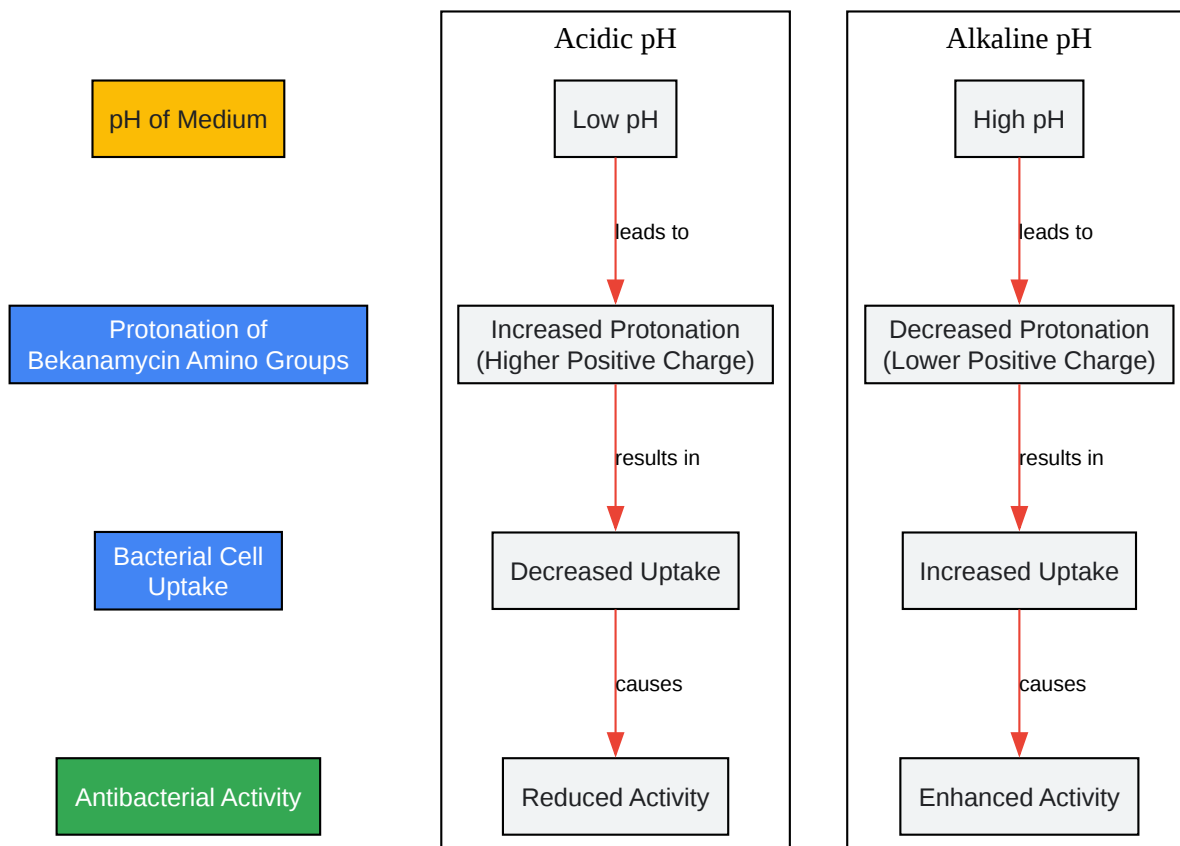 Acidic pH
Alkaline pH
pH of Medium
Low pH
High pH
leads to
leads to
Protonation of
Bekanamycin Amino Groups
Increased Protonation
(Higher Positive Charge)
Decreased Protonation
(Lower Positive Charge)
results in
results in
Bacterial Cell
Uptake
Decreased Uptake
Increased Uptake
causes
causes
Antibacterial Activity
Reduced Activity
Enhanced Activity